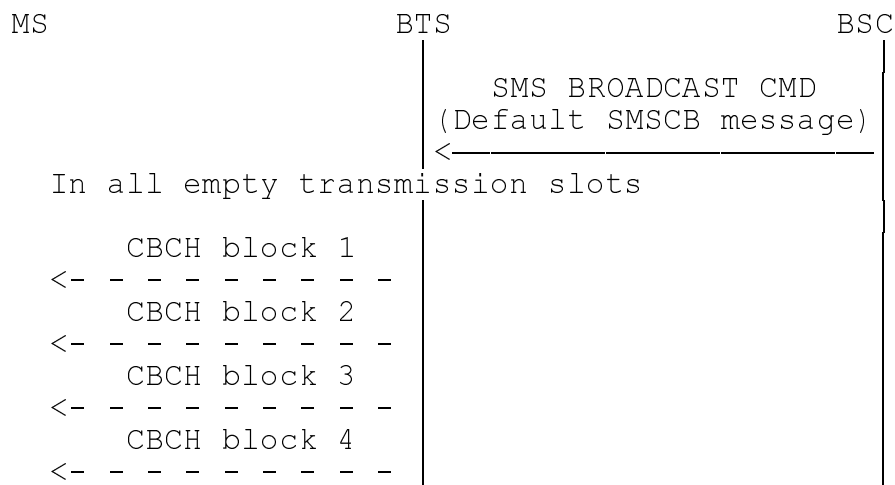 MS BTS BSC
SMS BROADCAST CMD
(Default SMSCB message)
In all empty transmission slots
CBCH block 1
CBCH block 2
CBCH block 3
CBCH block 4